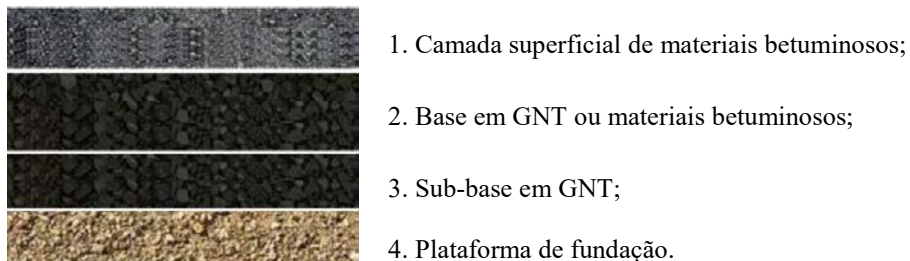 1. Camada superficial de materiais betuminosos;
2. Base em GNT ou materiais betuminosos;
3. Sub-base em GNT;
4. Plataforma de fundação.